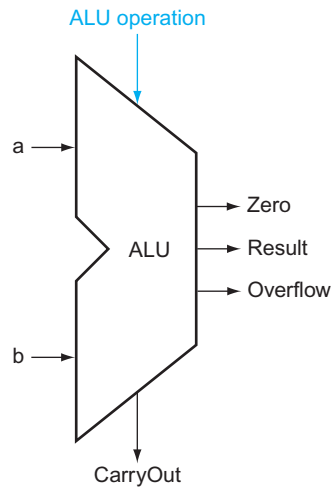 ALU operation
a
Zero
ALU
Result
Overflow
b
CarryOut